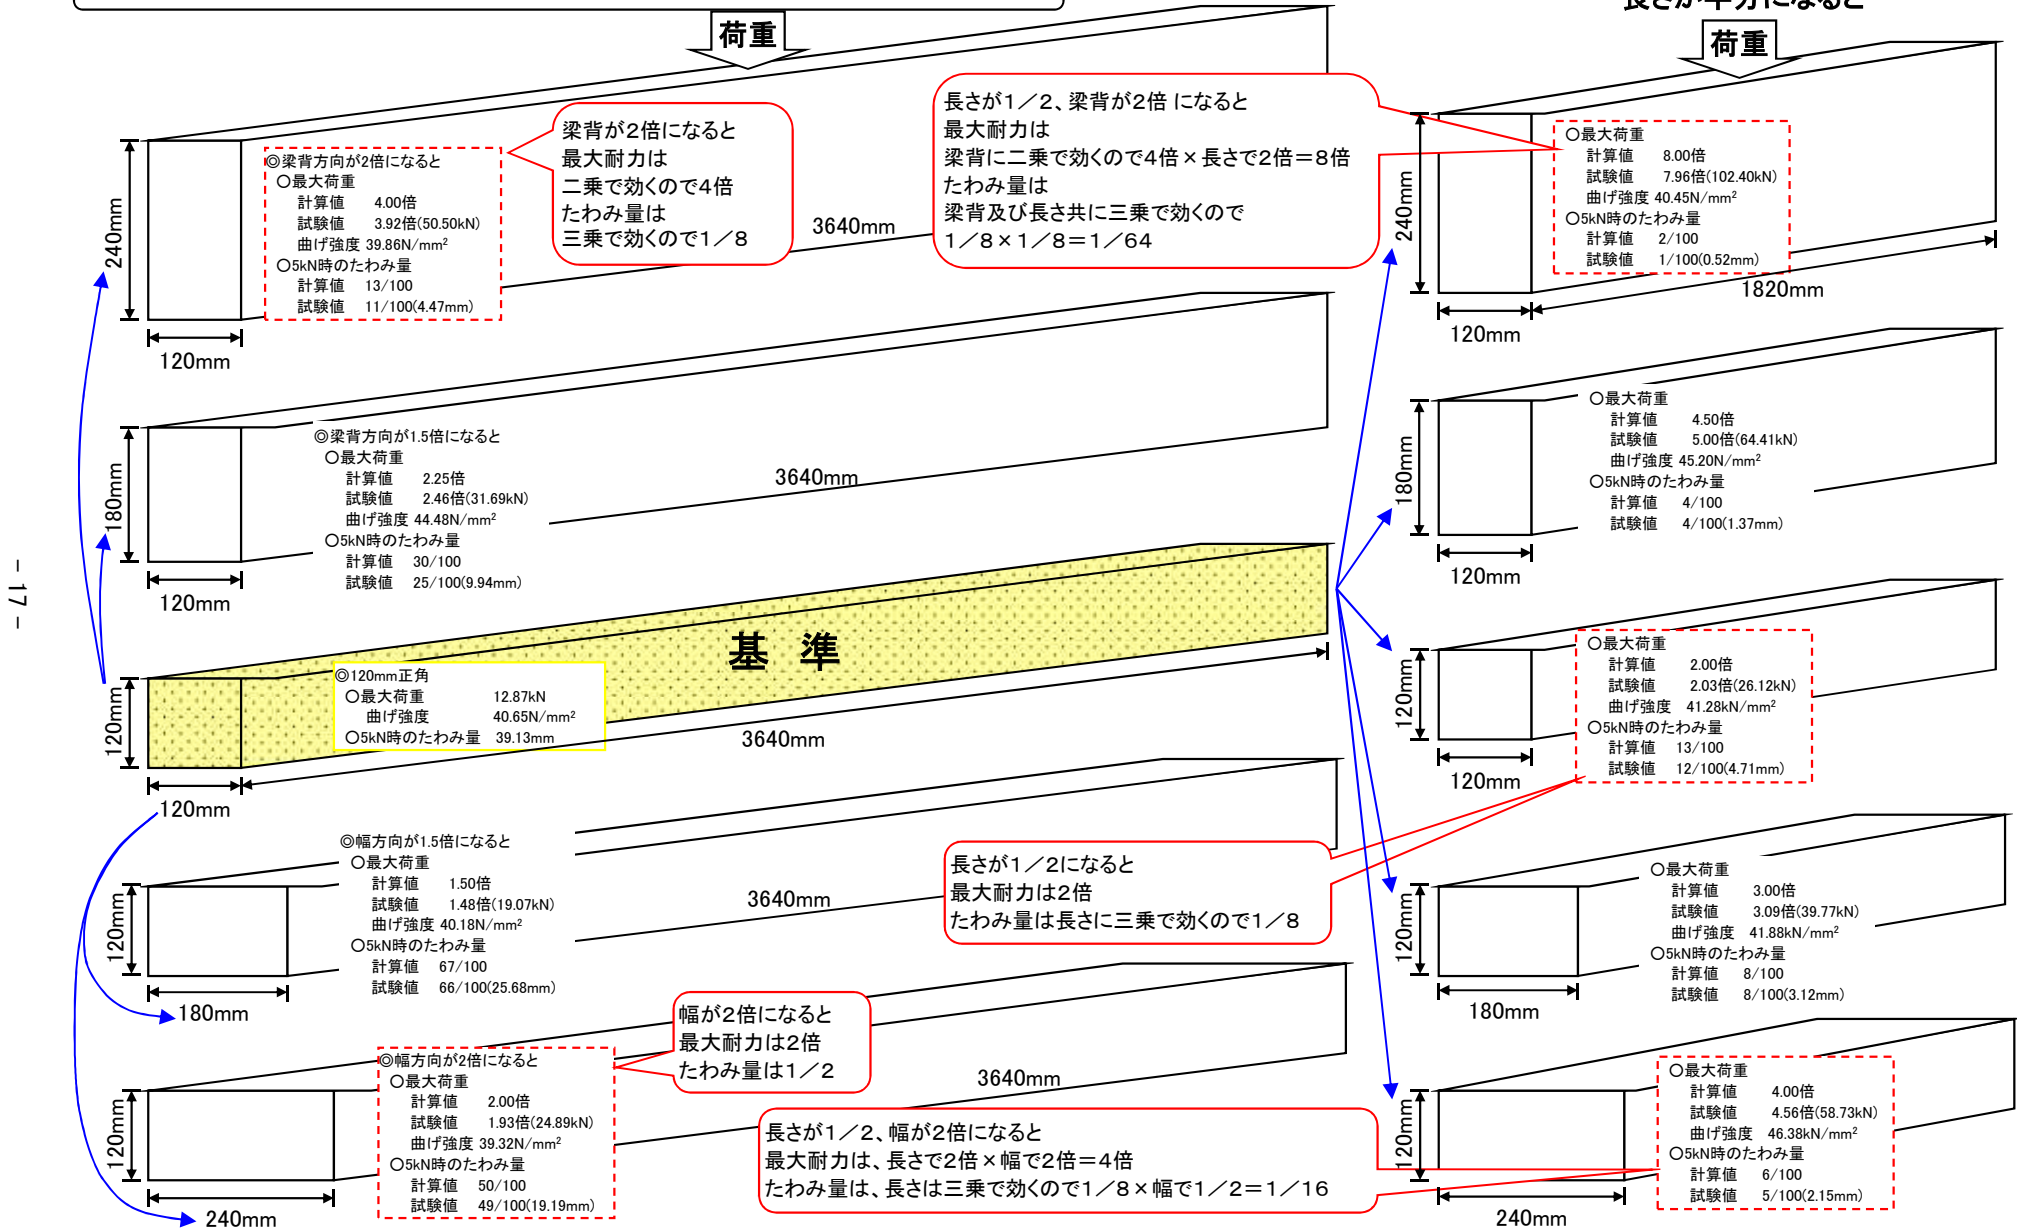 長さが半分になると
荷重
荷重
梁背が2倍になると
最大耐力は
二乗で効くので4倍
たわみ量は
三乗で効くので1/8
長さが1/2、梁背が2倍 になると
最大耐力は
梁背に二乗で効くので4倍×長さで2倍=8倍
たわみ量は
梁背及び長さ共に三乗で効くので
1/8×1/8=1/64
◎梁背方向が2倍になると
○最大荷重
計算値 4.00倍
試験値 3.92倍(50.50kN)
曲げ強度 39.86N/mm²
○5kN時のたわみ量
計算値 13/100
試験値 11/100(4.47mm)
240mm
120mm
3640mm
○最大荷重
計算値 8.00倍
試験値 7.96倍(102.40kN)
曲げ強度 40.45N/mm²
○5kN時のたわみ量
計算値 2/100
試験値 1/100(0.52mm)
240mm
120mm
1820mm
◎梁背方向が1.5倍になると
○最大荷重
計算値 2.25倍
試験値 2.46倍(31.69kN)
曲げ強度 44.48N/mm²
○5kN時のたわみ量
計算値 30/100
試験値 25/100(9.94mm)
180mm
120mm
3640mm
○最大荷重
計算値 4.50倍
試験値 5.00倍(64.41kN)
曲げ強度 45.20N/mm²
○5kN時のたわみ量
計算値 4/100
試験値 4/100(1.37mm)
180mm
120mm
- 17 -
基 準
◎120mm正角
○最大荷重 12.87kN
曲げ強度 40.65N/mm²
○5kN時のたわみ量 39.13mm
120mm
120mm
3640mm
○最大荷重
計算値 2.00倍
試験値 2.03倍(26.12kN)
曲げ強度 41.28kN/mm²
○5kN時のたわみ量
計算値 13/100
試験値 12/100(4.71mm)
120mm
120mm
◎幅方向が1.5倍になると
○最大荷重
計算値 1.50倍
試験値 1.48倍(19.07kN)
曲げ強度 40.18N/mm²
○5kN時のたわみ量
計算値 67/100
試験値 66/100(25.68mm)
120mm
180mm
3640mm
長さが1/2になると
最大耐力は2倍
たわみ量は長さに三乗で効くので1/8
○最大荷重
計算値 3.00倍
試験値 3.09倍(39.77kN)
曲げ強度 41.88kN/mm²
○5kN時のたわみ量
計算値 8/100
試験値 8/100(3.12mm)
120mm
180mm
幅が2倍になると
最大耐力は2倍
たわみ量は1/2
◎幅方向が2倍になると
○最大荷重
計算値 2.00倍
試験値 1.93倍(24.89kN)
曲げ強度 39.32N/mm²
○5kN時のたわみ量
計算値 50/100
試験値 49/100(19.19mm)
120mm
240mm
3640mm
長さが1/2、幅が2倍になると
最大耐力は、長さで2倍×幅で2倍=4倍
たわみ量は、長さは三乗で効くので1/8×幅で1/2=1/16
○最大荷重
計算値 4.00倍
試験値 4.56倍(58.73kN)
曲げ強度 46.38kN/mm²
○5kN時のたわみ量
計算値 6/100
試験値 5/100(2.15mm)
120mm
240mm